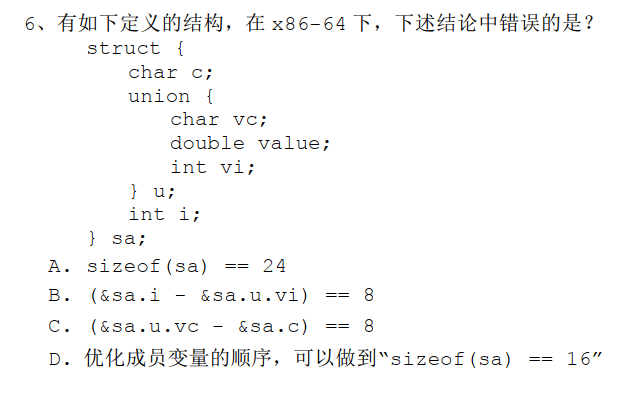 6、有如下定义的结构，在 x86-64 下，下述结论中错误的是？
struct {
char c;
union {
char vc;
double value;
int vi;
} u;
int i;
} sa;
A. sizeof(sa) == 24
B. (&sa.i - &sa.u.vi) == 8
C. (&sa.u.vc - &sa.c) == 8
D. 优化成员变量的顺序，可以做到“sizeof(sa) == 16”